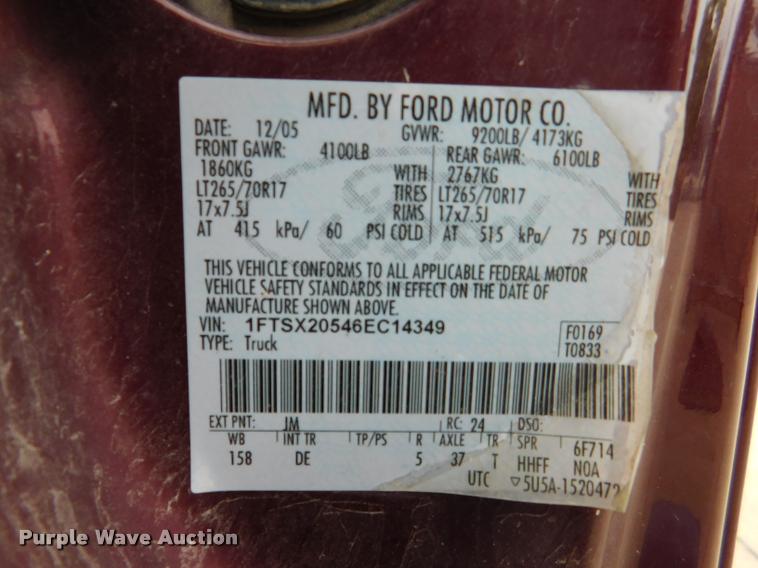 MFD. BY FORD MOTOR CO.
DATE: 12/05 GVWR: 9200LB/ 4173KG
FRONT GAWR: 4100LB REAR GAWR: 6100LB
1860KG WITH 2767KG WITH
LT265/70R17 TIRES LT265/70R17 TIRES
17x7.5J RIMS 17x7.5J RIMS
AT 415 kPa/ 60 PSI COLD AT 515 kPa/ 75 PSI COLD
THIS VEHICLE CONFORMS TO ALL APPLICABLE FEDERAL MOTOR
VEHICLE SAFETY STANDARDS IN EFFECT ON THE DATE OF
MANUFACTURE SHOWN ABOVE.
VIN: 1FTSX20546EC14349 F0169
TYPE: Truck T0833
EXT PNT: JM RC: 24 DSO:
WB INT TR TP/PS R AXLE TR SPR 6F714
158 DE 5 37 T HHFF NOA
UTC ▽5U5A-1520472
Purple Wave Auction